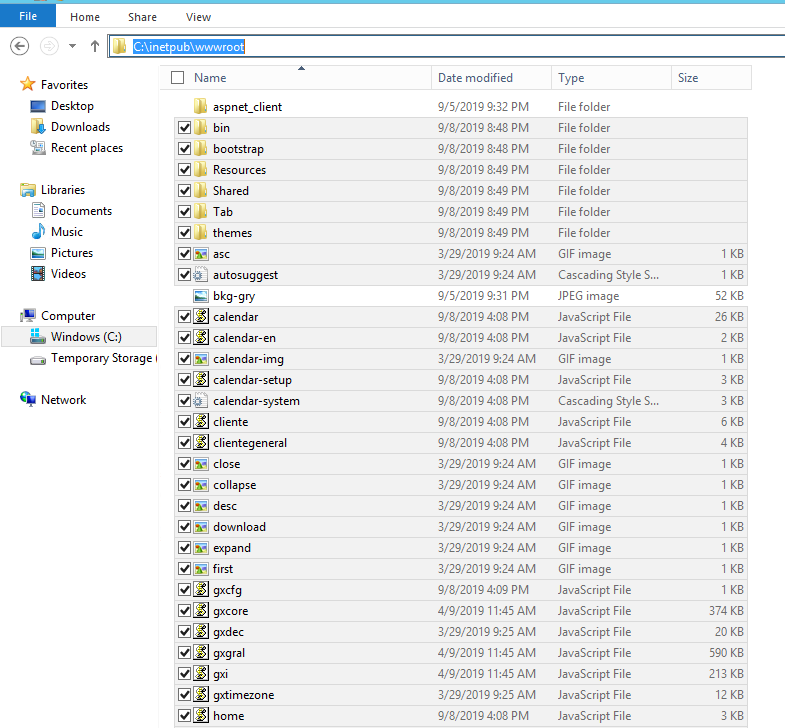 File Home Share View
C:\inetpub\wwwroot
Name Date modified Type Size
Favorites
Desktop
Downloads
Recent places
Libraries
Documents
Music
Pictures
Videos
Computer
Windows (C:)
Temporary Storage (
Network
aspnet_client 9/5/2019 9:32 PM File folder
bin 9/8/2019 8:48 PM File folder
bootstrap 9/8/2019 8:48 PM File folder
Resources 9/8/2019 8:49 PM File folder
Shared 9/8/2019 8:49 PM File folder
Tab 9/8/2019 8:49 PM File folder
themes 9/8/2019 8:49 PM File folder
asc 3/29/2019 9:24 AM GIF image 1 KB
autosuggest 3/29/2019 9:24 AM Cascading Style S... 1 KB
bkg-gry 9/5/2019 9:31 PM JPEG image 52 KB
calendar 9/8/2019 4:08 PM JavaScript File 26 KB
calendar-en 9/8/2019 4:08 PM JavaScript File 2 KB
calendar-img 3/29/2019 9:24 AM GIF image 1 KB
calendar-setup 9/8/2019 4:08 PM JavaScript File 3 KB
calendar-system 9/8/2019 4:08 PM Cascading Style S... 3 KB
cliente 9/8/2019 4:08 PM JavaScript File 6 KB
clientegeneral 9/8/2019 4:08 PM JavaScript File 4 KB
close 3/29/2019 9:24 AM GIF image 1 KB
collapse 3/29/2019 9:24 AM GIF image 1 KB
desc 3/29/2019 9:24 AM GIF image 1 KB
download 3/29/2019 9:24 AM GIF image 1 KB
expand 3/29/2019 9:24 AM GIF image 1 KB
first 3/29/2019 9:24 AM GIF image 1 KB
gxcfg 9/8/2019 4:09 PM JavaScript File 1 KB
gxcore 4/9/2019 11:45 AM JavaScript File 374 KB
gxdec 3/29/2019 9:25 AM JavaScript File 20 KB
gxgral 4/9/2019 11:45 AM JavaScript File 590 KB
gxi 4/9/2019 11:45 AM JavaScript File 213 KB
gxtimezone 3/29/2019 9:25 AM JavaScript File 12 KB
home 9/8/2019 4:08 PM JavaScript File 3 KB